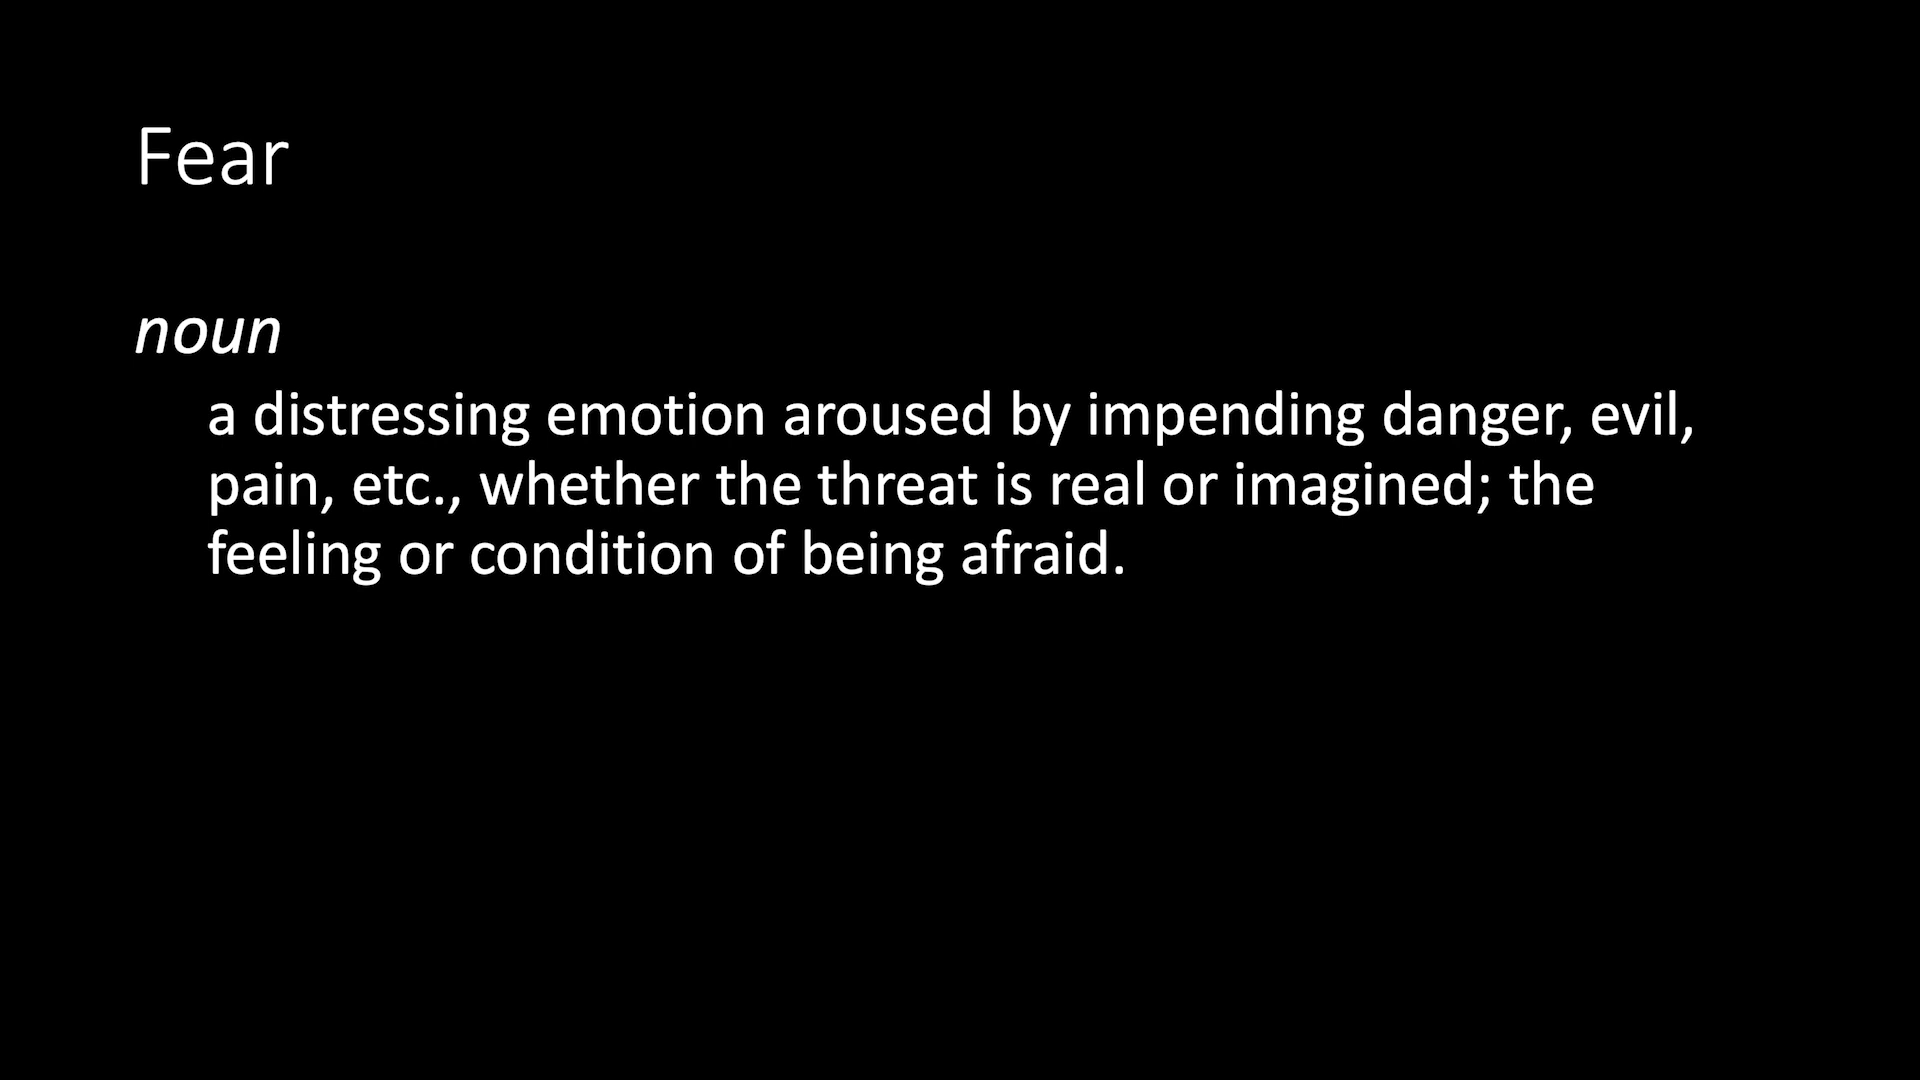 Fear
noun
a distressing emotion aroused by impending danger, evil,
pain, etc., whether the threat is real or imagined; the
feeling or condition of being afraid.